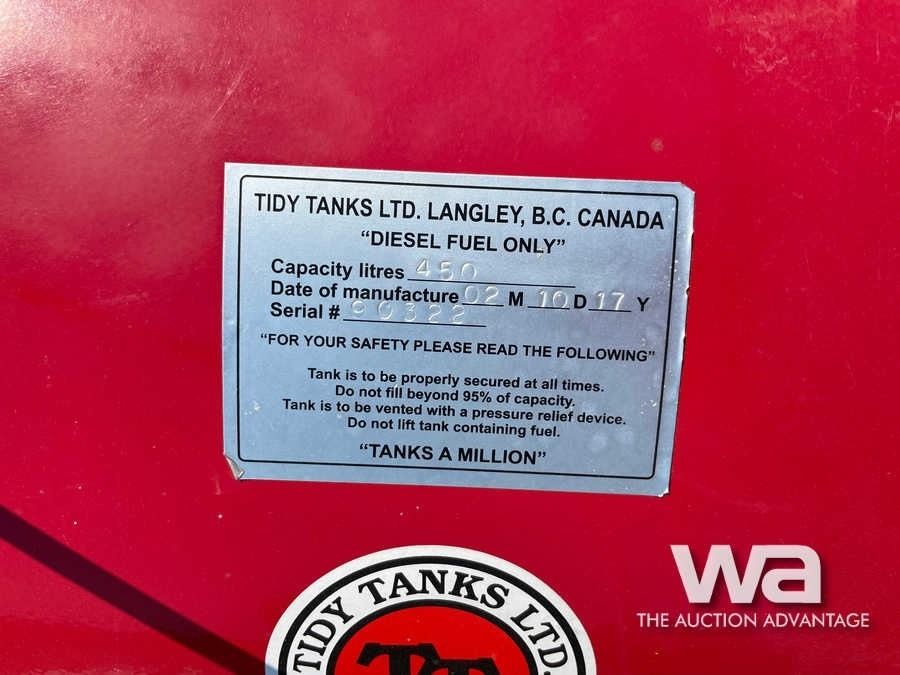 TIDY TANKS LTD. LANGLEY, B.C. CANADA
“DIESEL FUEL ONLY”
Capacity litres 450
Date of manufacture 02 M 10 D 17 Y
Serial # 90322
“FOR YOUR SAFETY PLEASE READ THE FOLLOWING”
Tank is to be properly secured at all times.
Do not fill beyond 95% of capacity.
Tank is to be vented with a pressure relief device.
Do not lift tank containing fuel.
“TANKS A MILLION”
TIDY TANKS LTD.
TT
wa
THE AUCTION ADVANTAGE